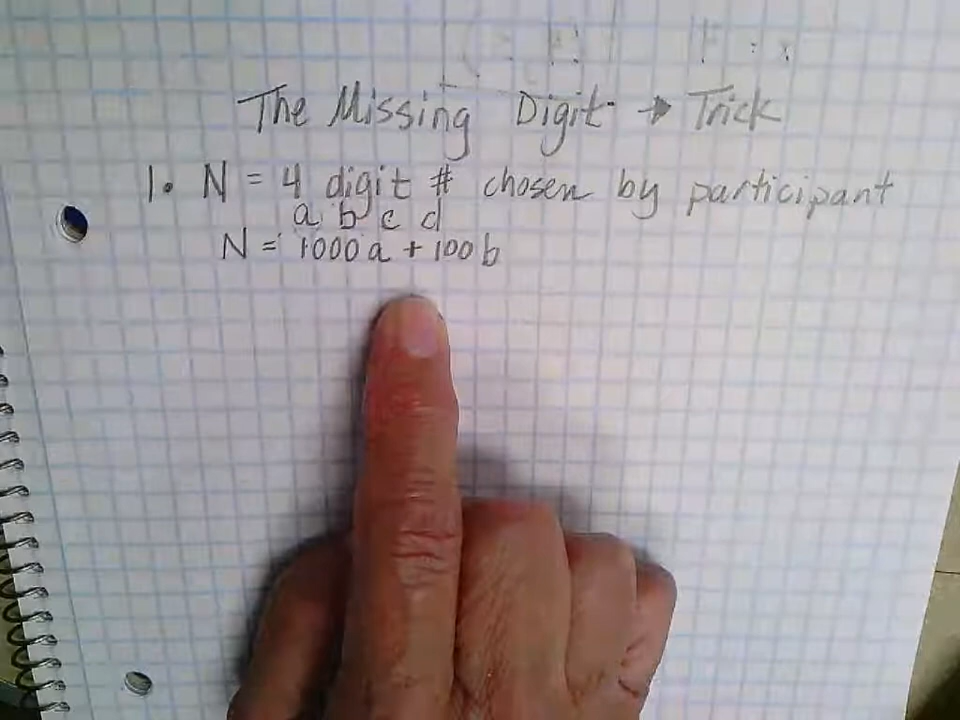 The Missing Digit → Trick
1. N = 4 digit # chosen by participant
a b c d
N = 1000a + 100b